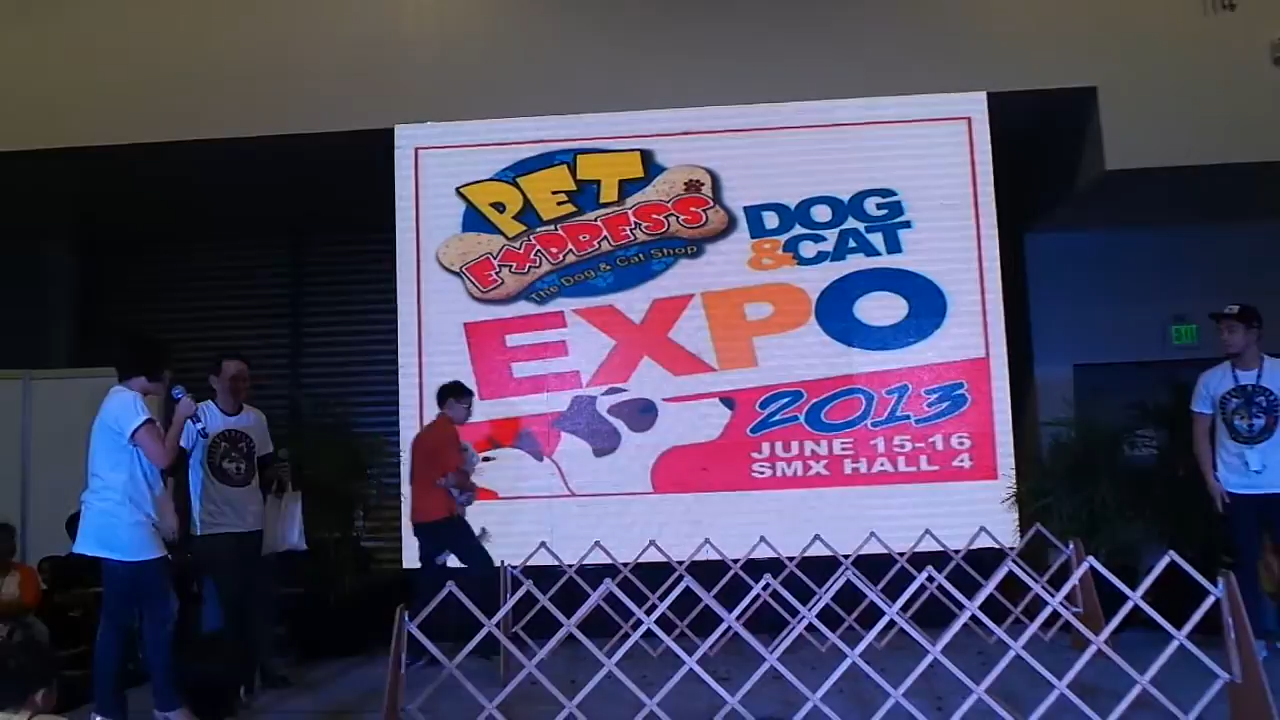 PET
EXPRESS
The Dog & Cat Shop
DOG
& CAT
EXPO
2013
JUNE 15-16
SMX HALL 4
EXIT